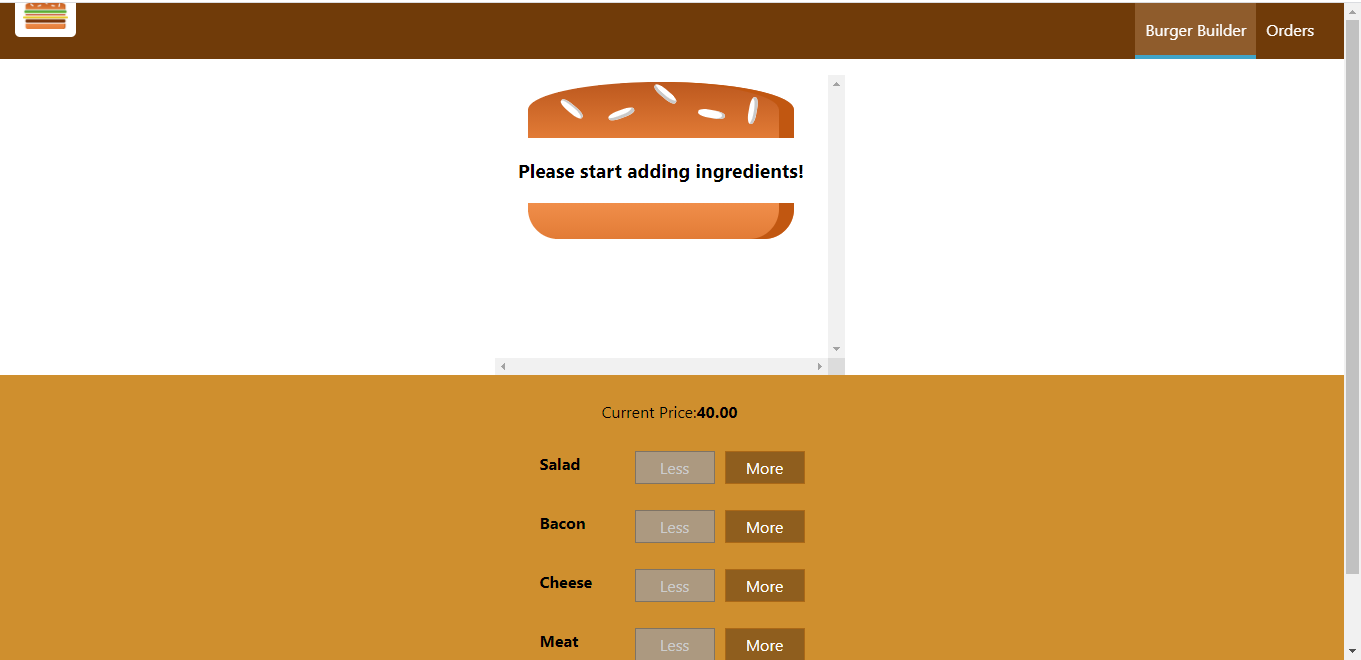 Burger Builder Orders
Please start adding ingredients!
Current Price:40.00
Salad Less More
Bacon Less More
Cheese Less More
Meat Less More